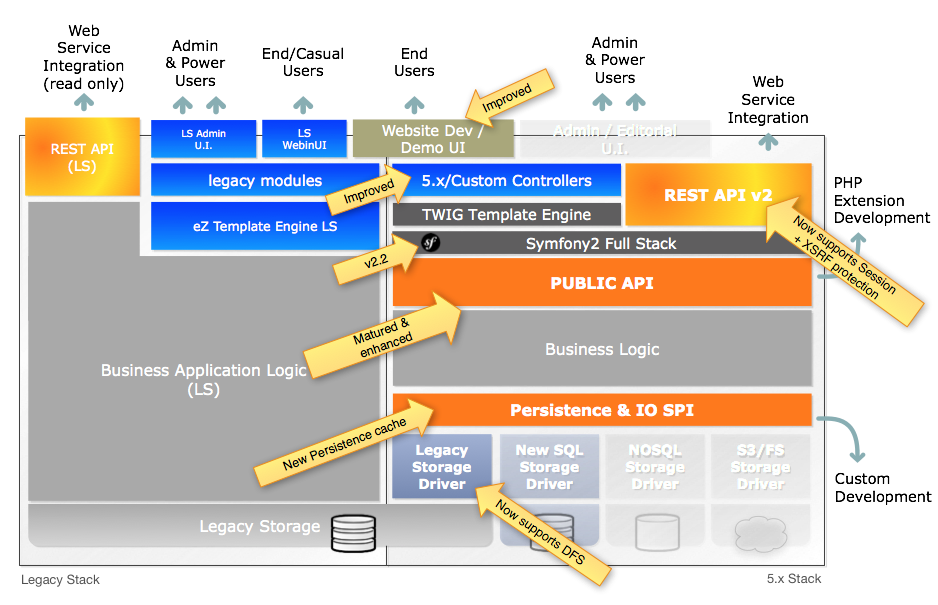 Web
Service
Integration
(read only)
Admin
& Power
Users
End/Casual
Users
End
Users
Admin
& Power
Users
Web
Service
Integration
Improved
REST API
(LS)
LS Admin
U.I.
LS
WebinUI
Website Dev /
Demo UI
Admin / Editorial
U.I.
legacy modules
Improved
5.x/Custom Controllers
REST API v2
PHP
Extension
Development
eZ Template Engine LS
TWIG Template Engine
Now supports Session
+ XSRF protection
v2.2
sf
Symfony2 Full Stack
PUBLIC API
Matured &
enhanced
Business Logic
Business Application Logic
(LS)
Persistence & IO SPI
New Persistence cache
Legacy
Storage
Driver
New SQL
Storage
Driver
NOSQL
Storage
Driver
S3/FS
Storage
Driver
Custom
Development
Legacy Storage
Now supports DFS
Legacy Stack
5.x Stack